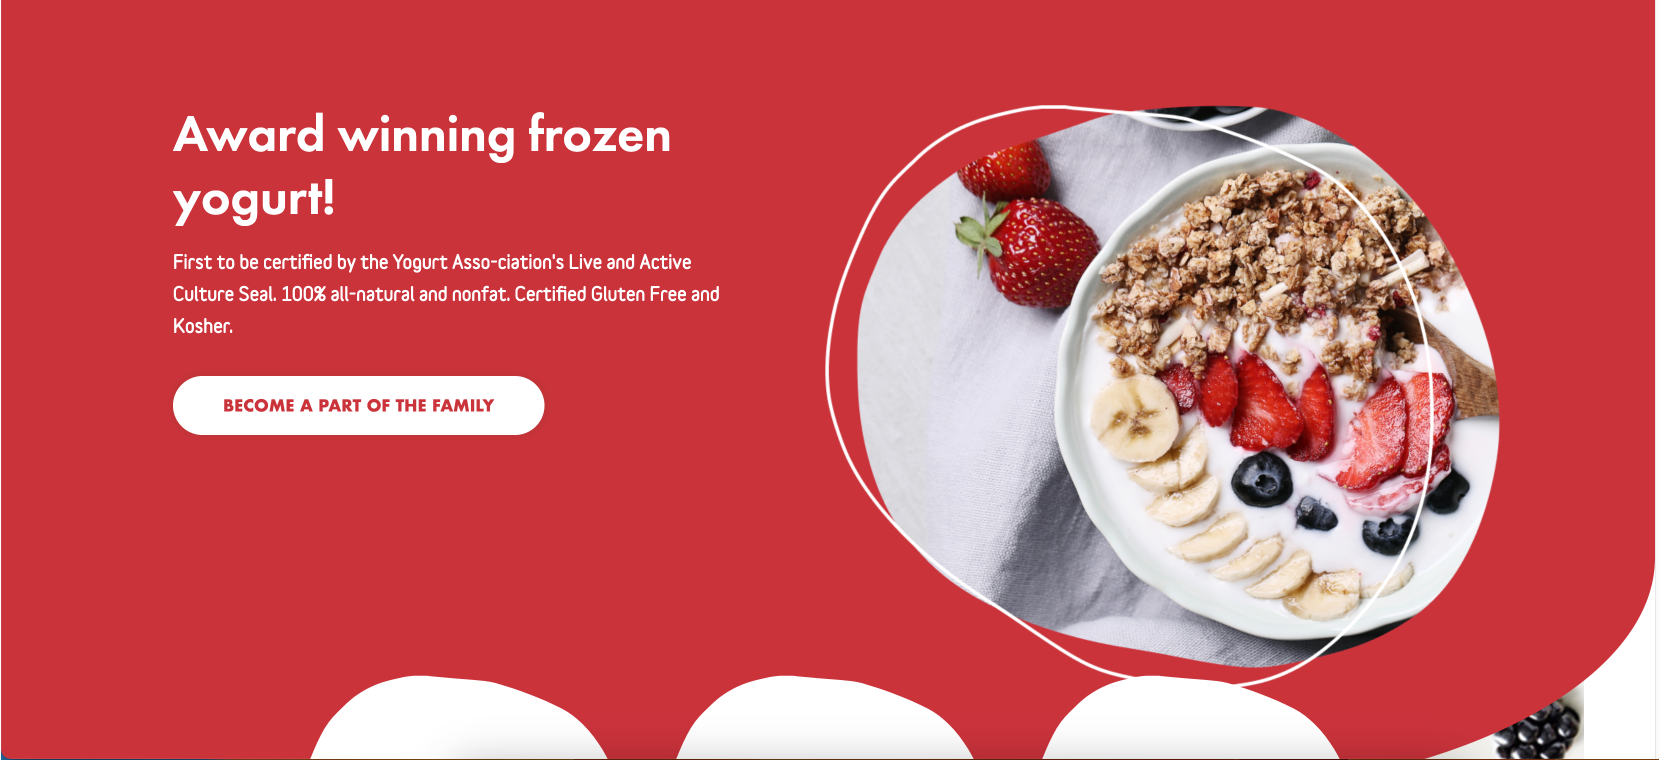 Award winning frozen
yogurt!
First to be certified by the Yogurt Asso-ciation's Live and Active
Culture Seal. 100% all-natural and nonfat. Certified Gluten Free and
Kosher.
BECOME A PART OF THE FAMILY